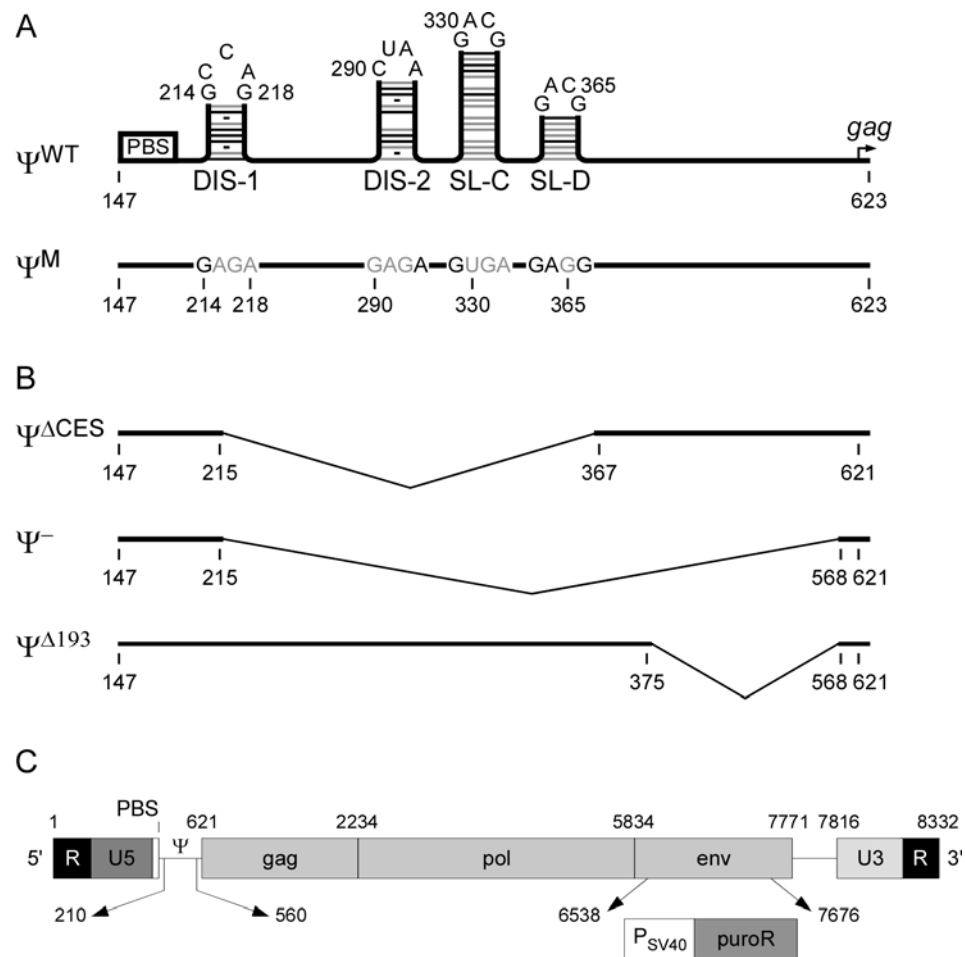 A
330 A C
G G
290 C U A A
214 G C C A G 218
G A C G 365
PBS
gag
ΨWT
DIS-1 DIS-2 SL-C SL-D
147 623
ΨM
GAGA GAGA GUGA GAGG
147 214 218 290 330 365 623
B
ΨΔCES
147 215 367 621
Ψ–
147 215 568 621
ΨΔ193
147 375 568 621
C
PBS
1 621 2234 5834 7771 7816 8332
Ψ
5' R U5 gag pol env U3 R 3'
210 560 6538 7676
PSV40 puroR